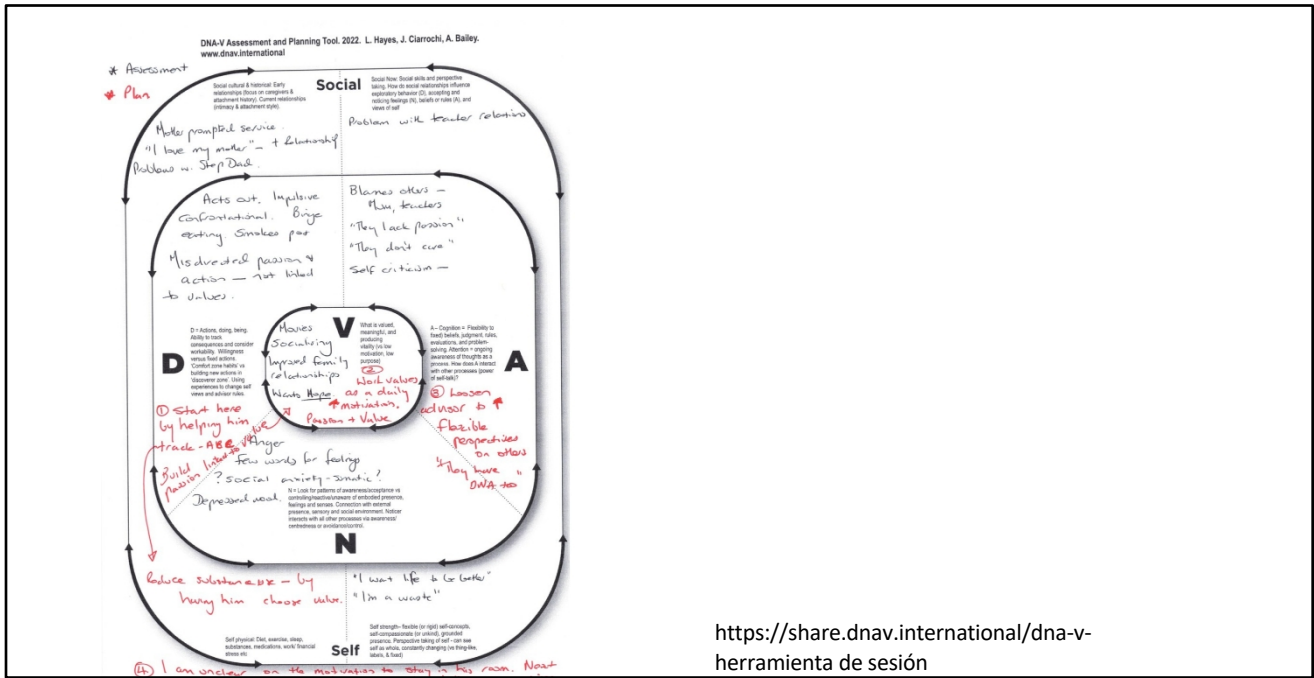 DNA-V Assessment and Planning Tool. 2022. L. Hayes, J. Ciarrochi, A. Bailey.
www.dnav.international
* Assessment
* Plan
Social cultural & historical: Early
relationships (focus on caregivers &
attachment history). Current relationships
(intimacy & attachment style).
Social
Social Now: Social skills and perspective
taking. How do social relationships influence
exploratory behavior (D), accepting and
noticing feelings (N), beliefs or rules (A), and
views of self
Mother prompted service.
"I love my mother" – + Relationship
Problems w. Step Dad.
Problem with teacher relations
Acts out. Impulsive
Confrontational. Binge
eating. Smokes pot
Misdirected passion &
action – not linked
to values.
Blames others –
Mum, teachers
"They lack passion"
"They don't care"
Self criticism –
D = Actions, doing, being.
Ability to track
consequences and consider
workability. Willingness
versus fixed actions.
'Comfort zone habits' vs
building new actions in
'discoverer zone'. Using
experiences to change self
views and advisor rules.
D
Movies
Socialising
Improved family
relationships
Wants Hope.
V
What is valued,
meaningful, and
producing
vitality (vs low
motivation, low
purpose)
② Work values
as a daily
↑ motivation.
Passion + Value
A
A – Cognition = Flexibility to
fixed) beliefs, judgment, rules,
evaluations, and problem-
solving. Attention = ongoing
awareness of thoughts as a
process. How does A interact
with other processes (power
of self-talk)?
① Start here
by helping him
track – ABC
Build
passion linked to value
③ Loosen
advisor to ↑
flexible
perspectives
on others
"They have
DNA too"
Anger
Few words for feelings
? Social anxiety – somatic?
Depressed mood.
N = Look for patterns of awareness/acceptance vs
controlling/reactive/unaware of embodied presence,
feelings and senses. Connection with external
presence, sensory and social environment. Noticer
interacts with all other processes via awareness/
centredness or avoidance/control.
N
Reduce substance use – by
having him choose value.
"I want life to be better"
"I'm a waste"
Self physical: Diet, exercise, sleep,
substances, medications, work/ financial
stress etc
Self
Self strength– flexible (or rigid) self-concepts,
self-compassionate (or unkind), grounded
presence. Perspective taking of self - can see
self as whole, constantly changing (vs thing-like,
labels, & fixed)
④ I am unclear on the motivation to stay in his room. Next
https://share.dnav.international/dna-v-
herramienta de sesión